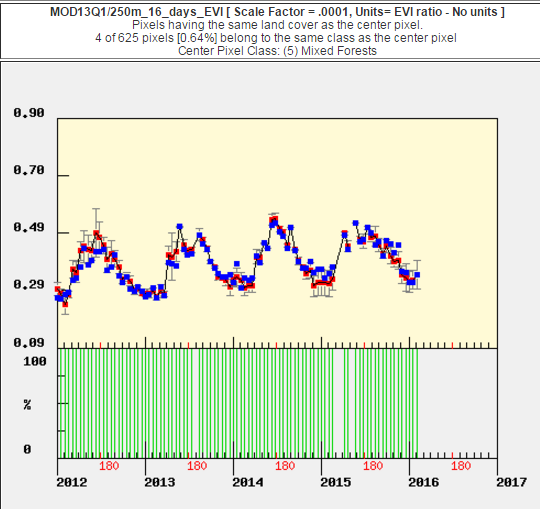 MOD13Q1/250m_16_days_EVI [ Scale Factor = .0001, Units= EVI ratio - No units ]
Pixels having the same land cover as the center pixel.
4 of 625 pixels [0.64%] belong to the same class as the center pixel
Center Pixel Class: (5) Mixed Forests
0.90
0.70
0.49
0.29
0.09
100
%
0
180 180 180 180 180
2012 2013 2014 2015 2016 2017